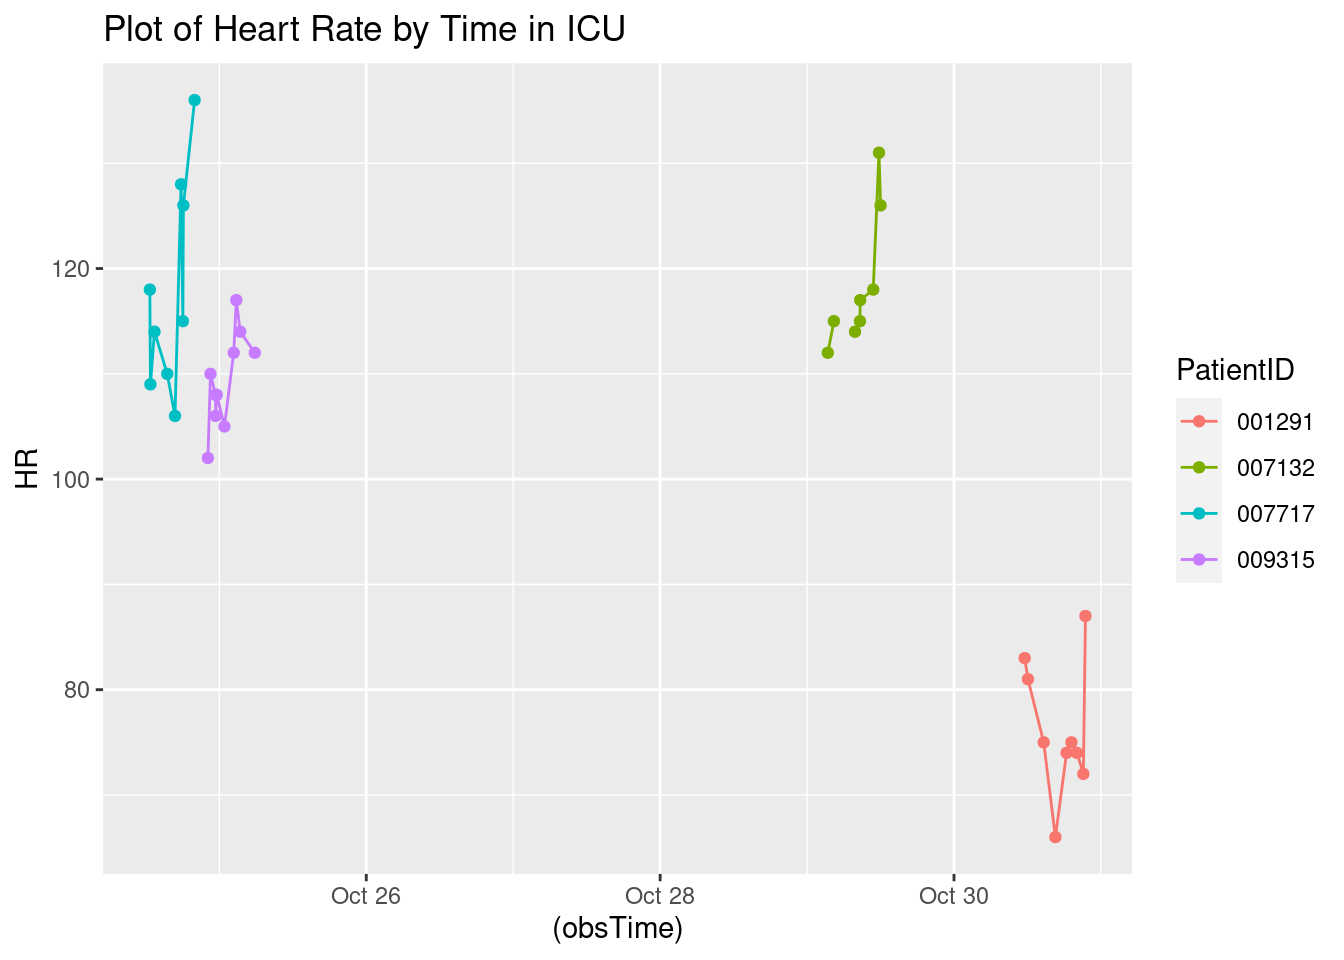 Plot of Heart Rate by Time in ICU
120
100
80
HR
Oct 26
Oct 28
Oct 30
(obsTime)
PatientID
001291
007132
007717
009315